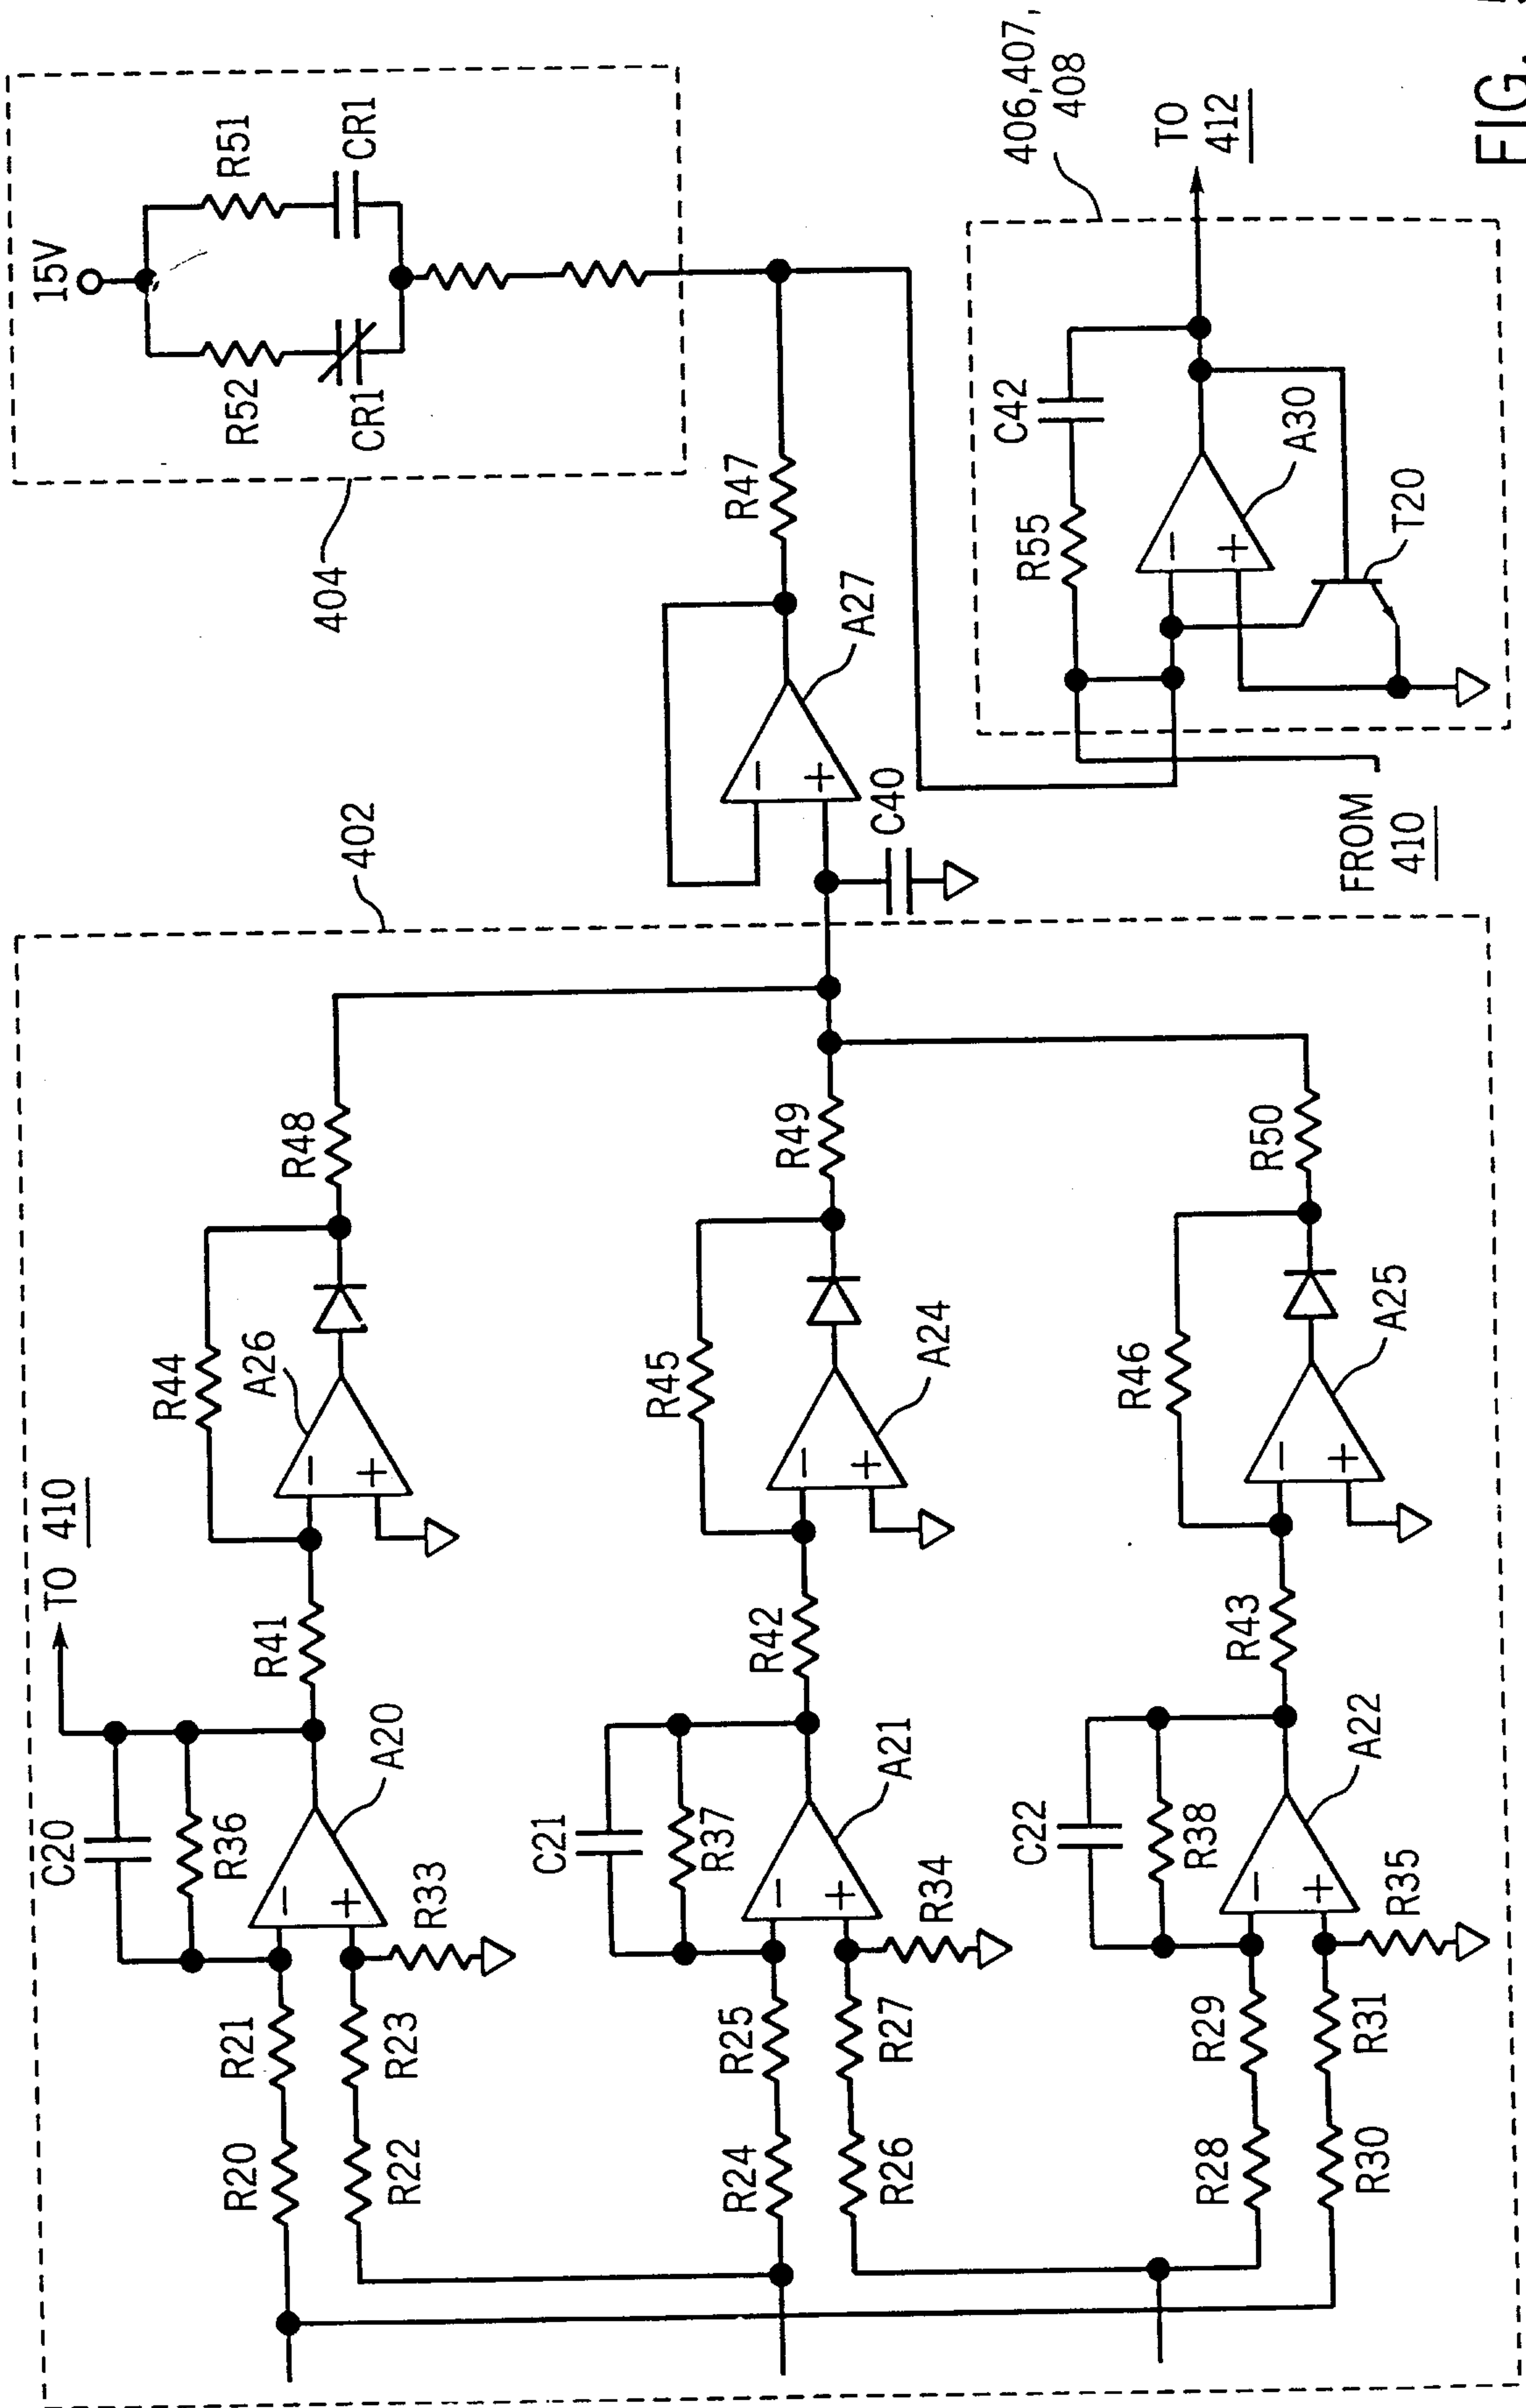 15V
R51
CR1
R52
CR1
404
R47
A27
C40
402
406,407,
408
TO
412
C42
R55
A30
T20
FROM
410
TO 410
C20
R36
A20
R41
R44
A26
R48
R21
R20
R23
R22
R33
C21
R37
A21
R42
R45
A24
R49
R25
R24
R27
R26
R34
C22
R38
A22
R43
R46
A25
R50
R29
R28
R31
R30
R35
FIG.